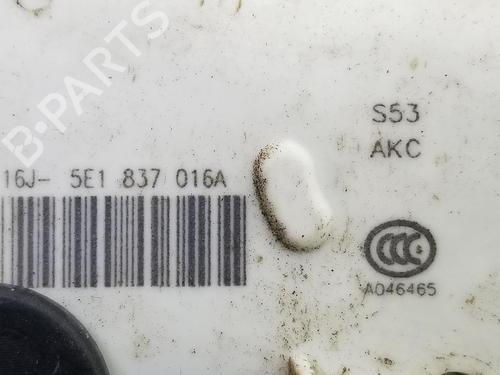 B-PARTS
S53
AKC
16J- 5E1 837 016A
CCC
A046465